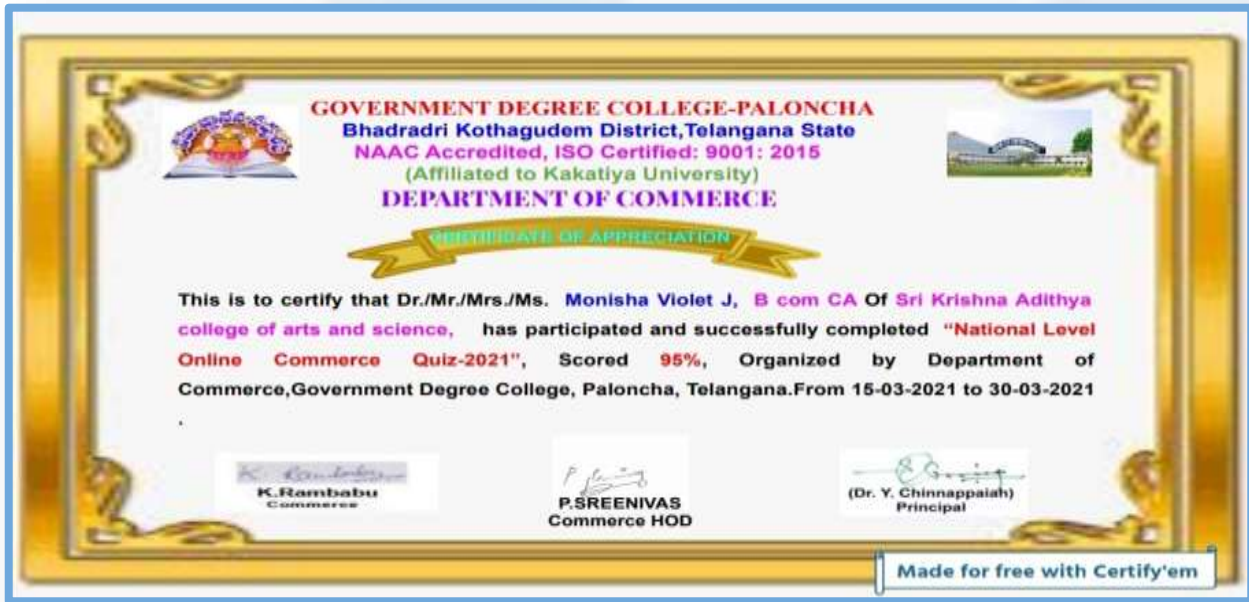 GOVERNMENT DEGREE COLLEGE-PALONCHA
Bhadradri Kothagudem District,Telangana State
NAAC Accredited, ISO Certified: 9001: 2015
(Affiliated to Kakatiya University)
DEPARTMENT OF COMMERCE
CERTIFICATE OF APPRECIATION
This is to certify that Dr./Mr./Mrs./Ms. Monisha Violet J, B com CA Of Sri Krishna Adithya
college of arts and science, has participated and successfully completed “National Level
Online Commerce Quiz-2021”, Scored 95%, Organized by Department of
Commerce,Government Degree College, Paloncha, Telangana.From 15-03-2021 to 30-03-2021
.
K. Rambabu
K.Rambabu
Commerce
P.SREENIVAS
Commerce HOD
(Dr. Y. Chinnappaiah)
Principal
Made for free with Certify'em